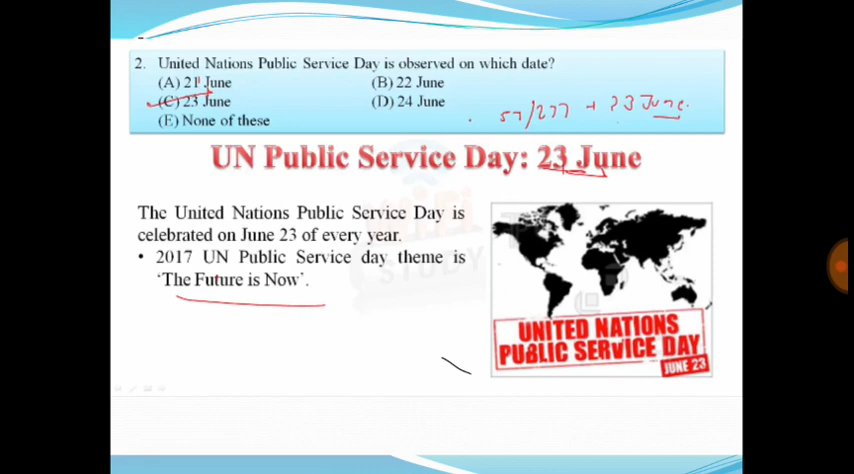 2. United Nations Public Service Day is observed on which date?
(A) 21 June (B) 22 June
(C) 23 June (D) 24 June
57/277 → 23 June.
(E) None of these
UN Public Service Day: 23 June
The United Nations Public Service Day is
celebrated on June 23 of every year.
• 2017 UN Public Service day theme is
‘The Future is Now’.
STUDY
UNITED NATIONS
PUBLIC SERVICE DAY
JUNE 23